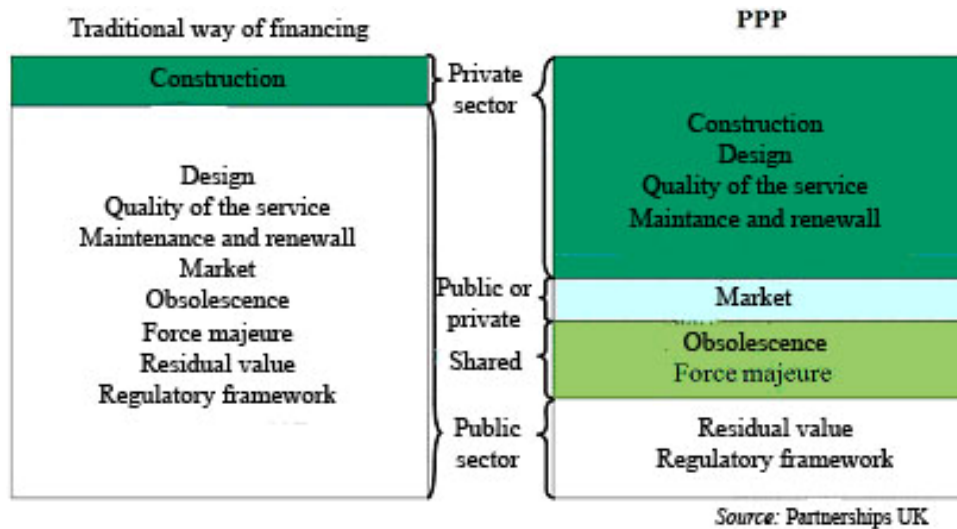 Traditional way of financing
PPP
Construction
Design
Quality of the service
Maintenance and renewall
Market
Obsolescence
Force majeure
Residual value
Regulatory framework
Private
sector
Public or
private
Shared
Public
sector
Construction
Design
Quality of the service
Maintance and renewall
Market
Obsolescence
Force majeure
Residual value
Regulatory framework
Source: Partnerships UK